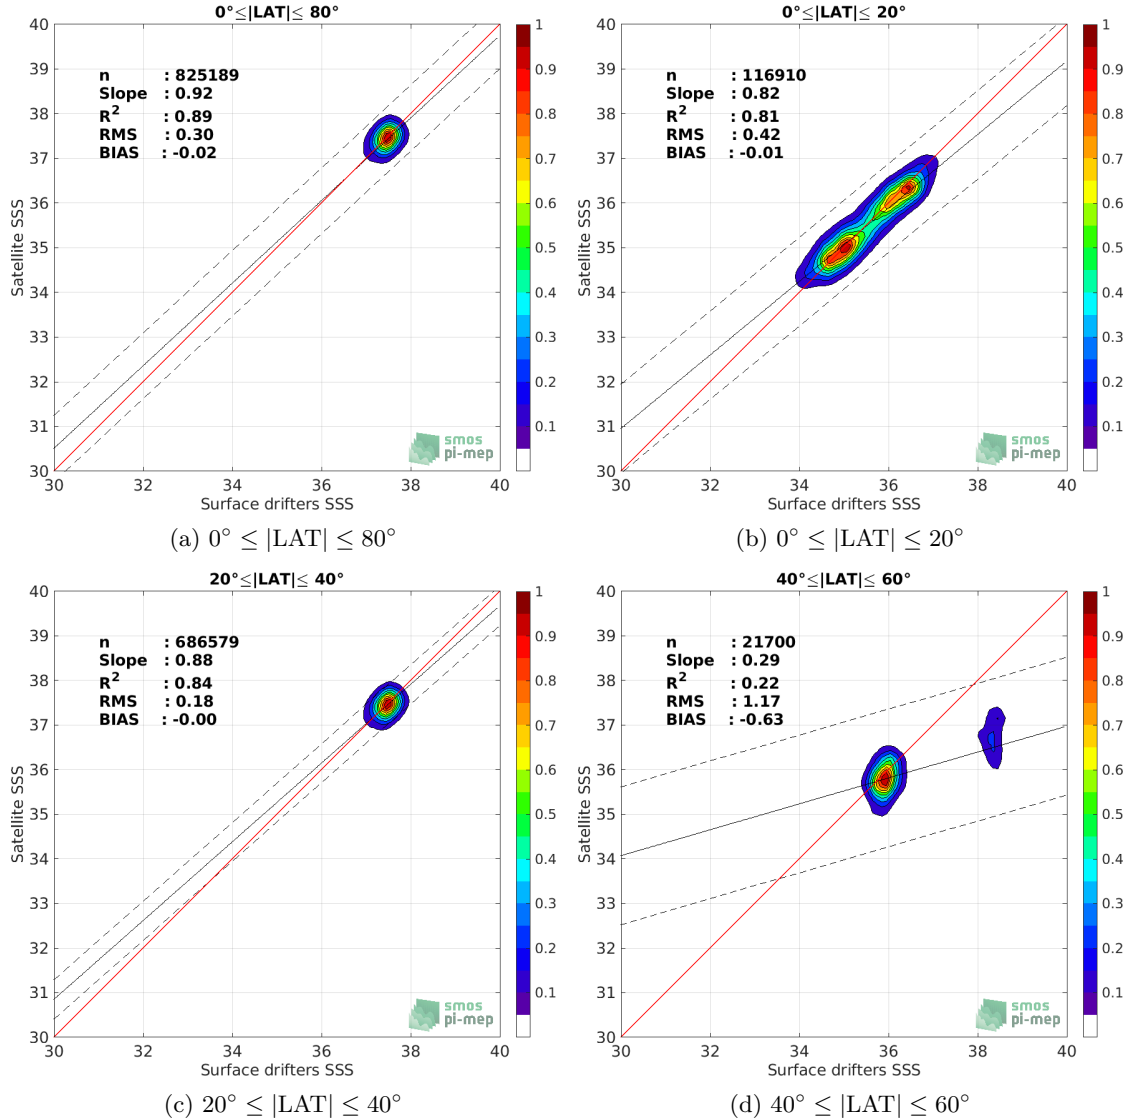 0°≤|LAT|≤ 80°
Satellite SSS
40
39
38
37
36
35
34
33
32
31
30
n : 825189
Slope : 0.92
R2 : 0.89
RMS : 0.30
BIAS : -0.02
smos
pi-mep
30 32 34 36 38 40
Surface drifters SSS
1
0.9
0.8
0.7
0.6
0.5
0.4
0.3
0.2
0.1
(a) 0° ≤ |LAT| ≤ 80°
0°≤|LAT|≤ 20°
Satellite SSS
40
39
38
37
36
35
34
33
32
31
30
n : 116910
Slope : 0.82
R2 : 0.81
RMS : 0.42
BIAS : -0.01
smos
pi-mep
30 32 34 36 38 40
Surface drifters SSS
1
0.9
0.8
0.7
0.6
0.5
0.4
0.3
0.2
0.1
(b) 0° ≤ |LAT| ≤ 20°
20°≤|LAT|≤ 40°
Satellite SSS
40
39
38
37
36
35
34
33
32
31
30
n : 686579
Slope : 0.88
R2 : 0.84
RMS : 0.18
BIAS : -0.00
smos
pi-mep
30 32 34 36 38 40
Surface drifters SSS
1
0.9
0.8
0.7
0.6
0.5
0.4
0.3
0.2
0.1
(c) 20° ≤ |LAT| ≤ 40°
40°≤|LAT|≤ 60°
Satellite SSS
40
39
38
37
36
35
34
33
32
31
30
n : 21700
Slope : 0.29
R2 : 0.22
RMS : 1.17
BIAS : -0.63
smos
pi-mep
30 32 34 36 38 40
Surface drifters SSS
1
0.9
0.8
0.7
0.6
0.5
0.4
0.3
0.2
0.1
(d) 40° ≤ |LAT| ≤ 60°